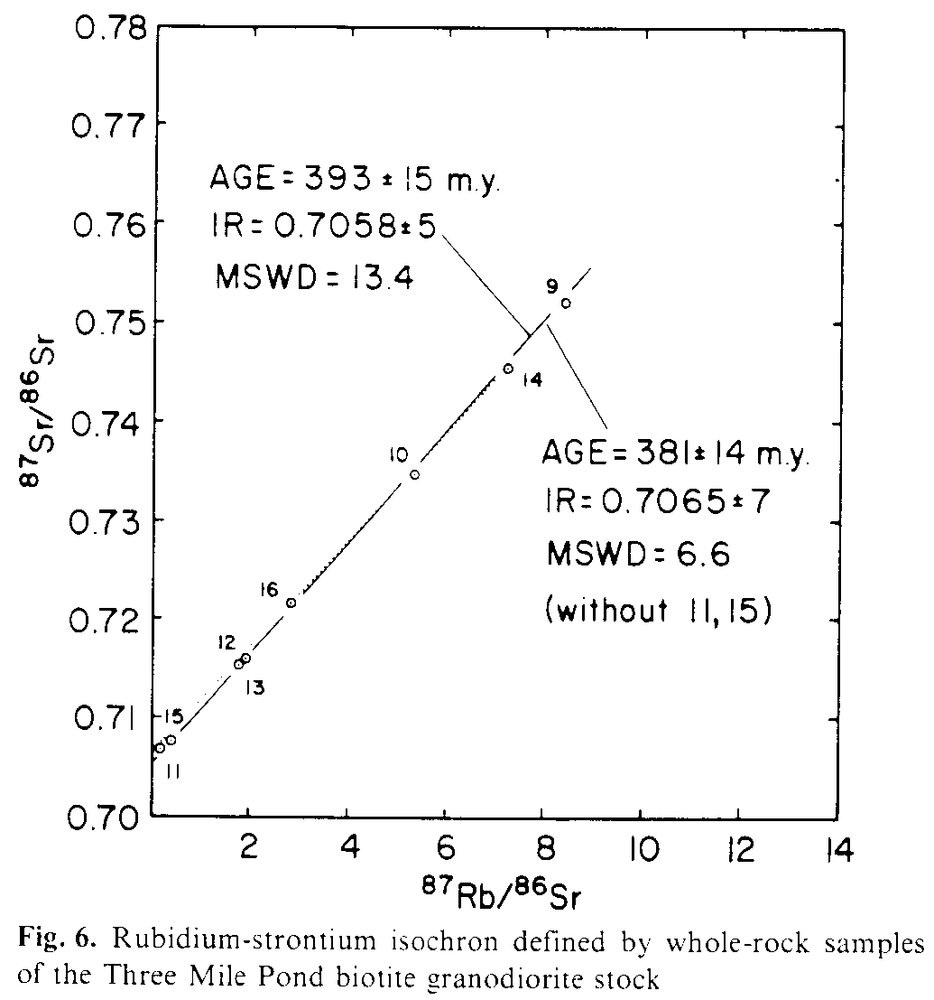 0.78
0.77
AGE = 393 ± 15 m.y.
0.76
IR = 0.7058 ± 5
MSWD = 13.4
9
0.75
14
87Sr/86Sr
0.74
AGE = 381 ± 14 m.y.
10
IR = 0.7065 ± 7
0.73
MSWD = 6.6
16
(without 11, 15)
0.72
12
13
0.71
15
11
0.70
2 4 6 8 10 12 14
87Rb/86Sr
Fig. 6. Rubidium-strontium isochron defined by whole-rock samples
of the Three Mile Pond biotite granodiorite stock